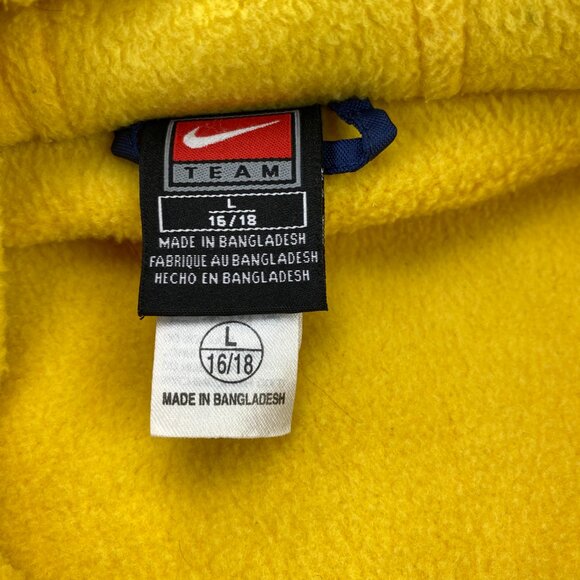 TEAM
L
16/18
MADE IN BANGLADESH
FABRIQUE AU BANGLADESH
HECHO EN BANGLADESH
L
16/18
MADE IN BANGLADESH